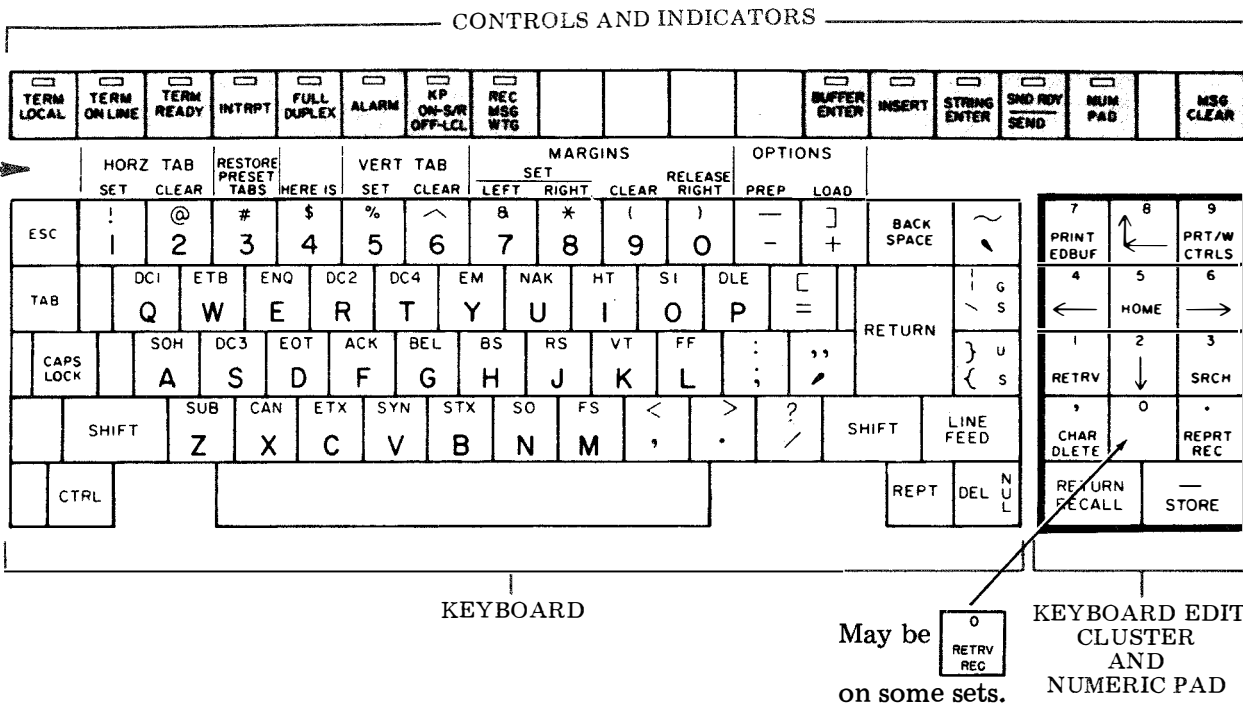 CONTROLS AND INDICATORS
TERM LOCAL
TERM ON LINE
TERM READY
INTRPT
FULL DUPLEX
ALARM
KP ON-S/R OFF-LCL
REC MSG WTG
BUFFER ENTER
INSERT
STRING ENTER
SND RDY SEND
NUM PAD
MSG CLEAR
HORZ TAB
SET CLEAR
RESTORE PRESET TABS
HERE IS
VERT TAB
SET CLEAR
MARGINS
SET
LEFT RIGHT
CLEAR
RELEASE RIGHT
OPTIONS
PREP LOAD
ESC
! 1
@ 2
# 3
$ 4
% 5
^ 6
& 7
* 8
( 9
) 0
— -
] +
BACK SPACE
~ `
TAB
DC1 Q
ETB W
ENQ E
DC2 R
DC4 T
EM Y
NAK U
HT I
SI O
DLE P
[ =
RETURN
¦ G
\ S
CAPS LOCK
SOH A
DC3 S
EOT D
ACK F
BEL G
BS H
RS J
VT K
FF L
: ;
" '
} U
{ S
SHIFT
SUB Z
CAN X
ETX C
SYN V
STX B
SO N
FS M
< ,
> .
? /
SHIFT
LINE FEED
CTRL
REPT
DEL NUL
7 PRINT EDBUF
8
9 PRT/W CTRLS
4 ←
5 HOME
6 →
1 RETRV
2 ↓
3 SRCH
, CHAR DLETE
0
. REPRT REC
RETURN RECALL
— STORE
KEYBOARD
May be
0
RETRV
REC
on some sets.
KEYBOARD EDIT
CLUSTER
AND
NUMERIC PAD